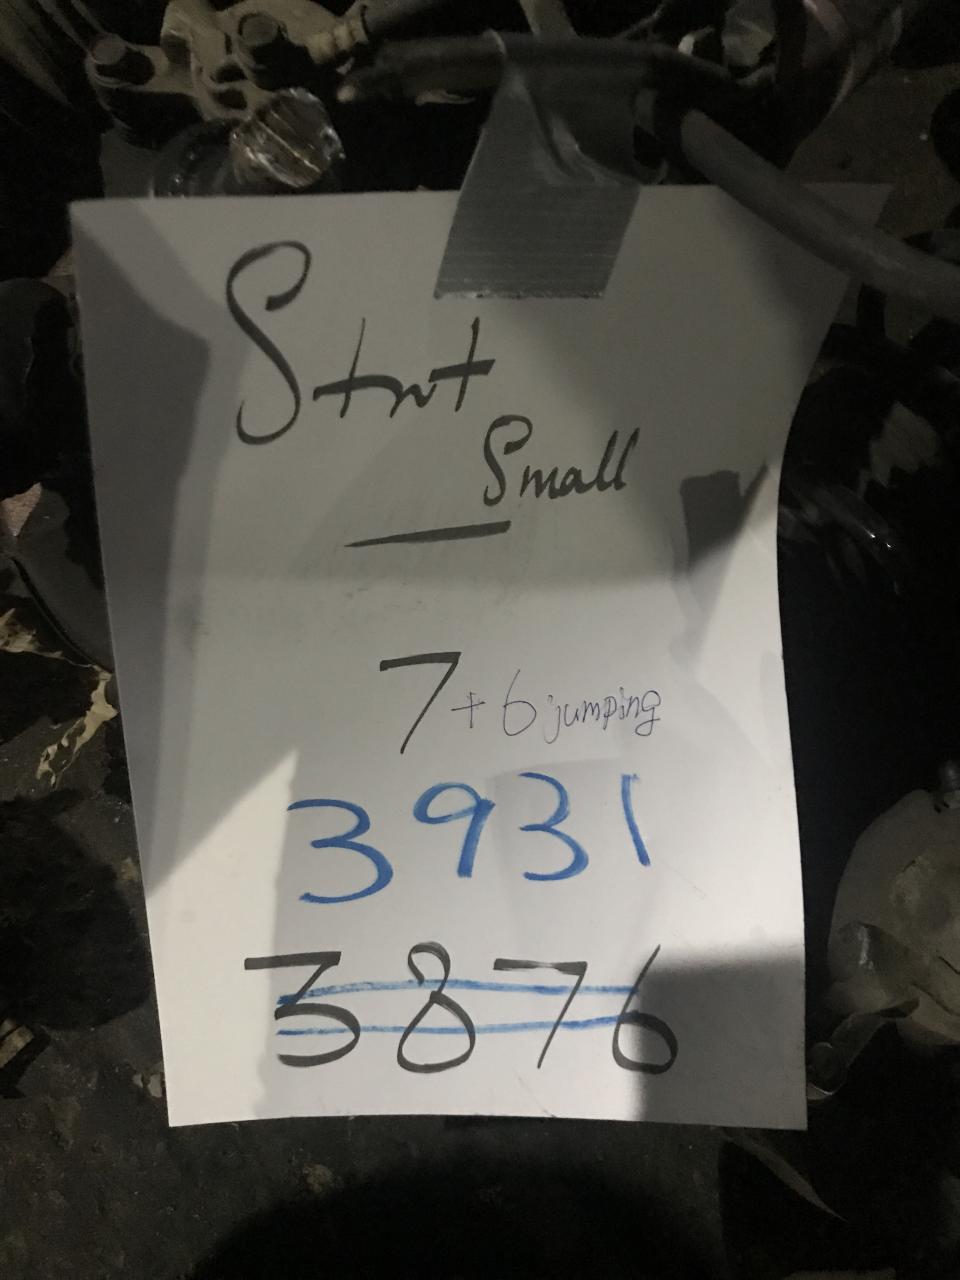 Strut
Small
7 + 6 jumping
3931
3876